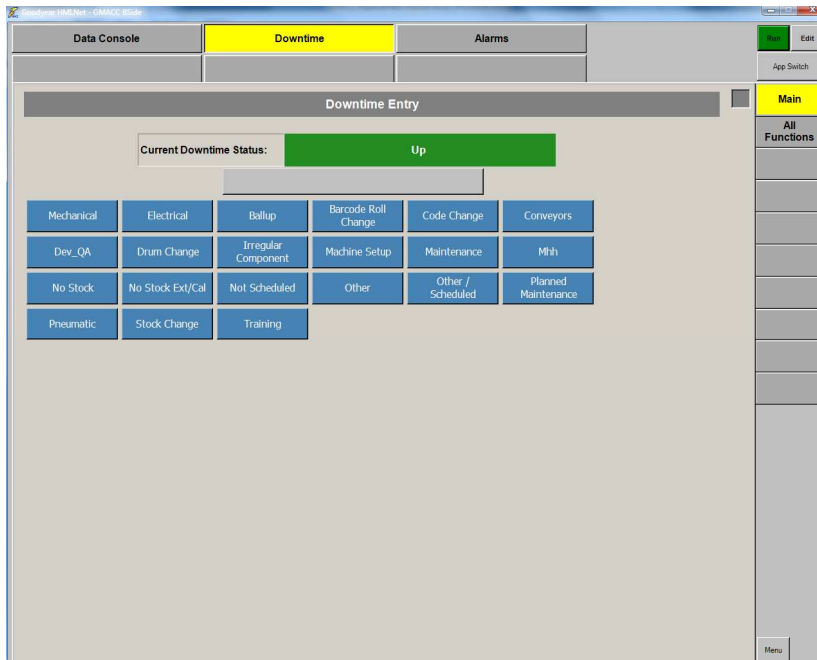 Goodyear HMI.Net - GMACC BSide
Data Console
Downtime
Alarms
Run
Edit
App Switch
Downtime Entry
Main
All
Functions
Current Downtime Status:
Up
Mechanical
Electrical
Ballup
Barcode Roll
Change
Code Change
Conveyors
Dev_QA
Drum Change
Irregular
Component
Machine Setup
Maintenance
Mhh
No Stock
No Stock Ext/Cal
Not Scheduled
Other
Other /
Scheduled
Planned
Maintenance
Pneumatic
Stock Change
Training
Menu